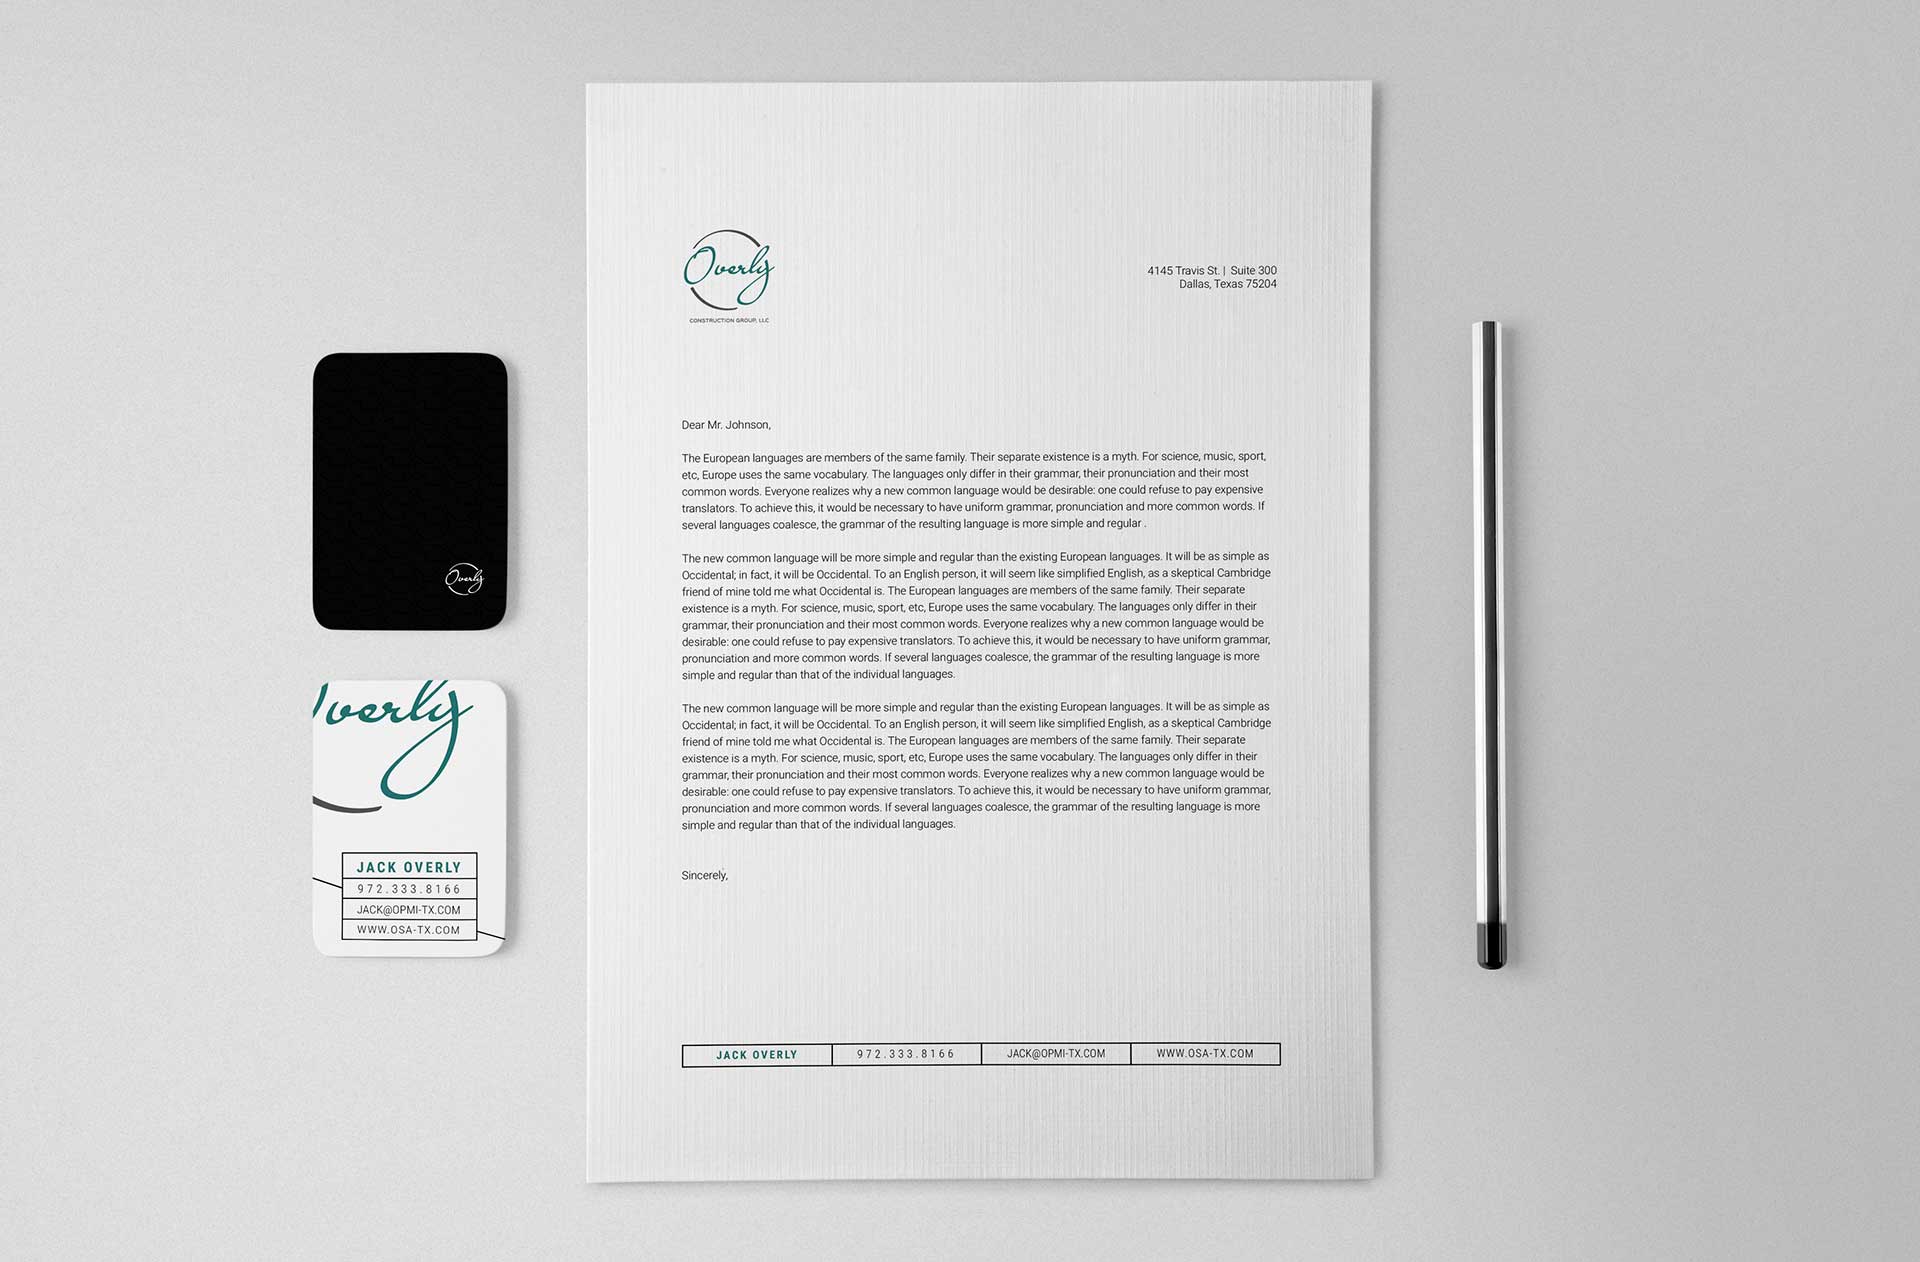 Overly
CONSTRUCTION GROUP, LLC
4145 Travis St. | Suite 300
Dallas, Texas 75204
Dear Mr. Johnson,
The European languages are members of the same family. Their separate existence is a myth. For science, music, sport,
etc, Europe uses the same vocabulary. The languages only differ in their grammar, their pronunciation and their most
common words. Everyone realizes why a new common language would be desirable: one could refuse to pay expensive
translators. To achieve this, it would be necessary to have uniform grammar, pronunciation and more common words. If
several languages coalesce, the grammar of the resulting language is more simple and regular .
The new common language will be more simple and regular than the existing European languages. It will be as simple as
Occidental; in fact, it will be Occidental. To an English person, it will seem like simplified English, as a skeptical Cambridge
friend of mine told me what Occidental is. The European languages are members of the same family. Their separate
existence is a myth. For science, music, sport, etc, Europe uses the same vocabulary. The languages only differ in their
grammar, their pronunciation and their most common words. Everyone realizes why a new common language would be
desirable: one could refuse to pay expensive translators. To achieve this, it would be necessary to have uniform grammar,
pronunciation and more common words. If several languages coalesce, the grammar of the resulting language is more
simple and regular than that of the individual languages.
The new common language will be more simple and regular than the existing European languages. It will be as simple as
Occidental; in fact, it will be Occidental. To an English person, it will seem like simplified English, as a skeptical Cambridge
friend of mine told me what Occidental is. The European languages are members of the same family. Their separate
existence is a myth. For science, music, sport, etc, Europe uses the same vocabulary. The languages only differ in their
grammar, their pronunciation and their most common words. Everyone realizes why a new common language would be
desirable: one could refuse to pay expensive translators. To achieve this, it would be necessary to have uniform grammar,
pronunciation and more common words. If several languages coalesce, the grammar of the resulting language is more
simple and regular than that of the individual languages.
Sincerely,
JACK OVERLY 972.333.8166 JACK@OPMI-TX.COM WWW.OSA-TX.COM
Overly
Overly
JACK OVERLY
972.333.8166
JACK@OPMI-TX.COM
WWW.OSA-TX.COM